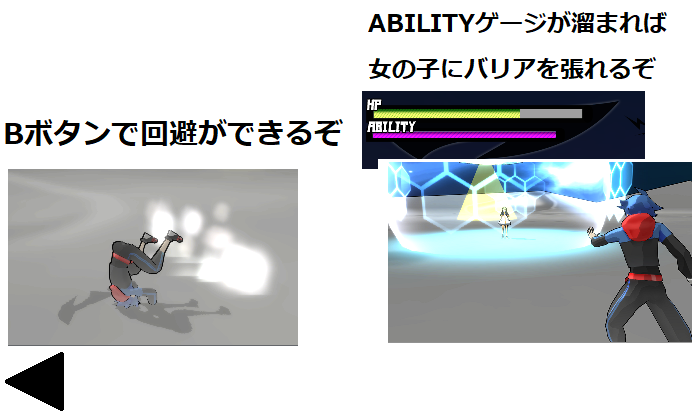 ABILITYゲージが溜まれば
女の子にバリアを張れるぞ
HP
ABILITY
Bボタンで回避ができるぞ